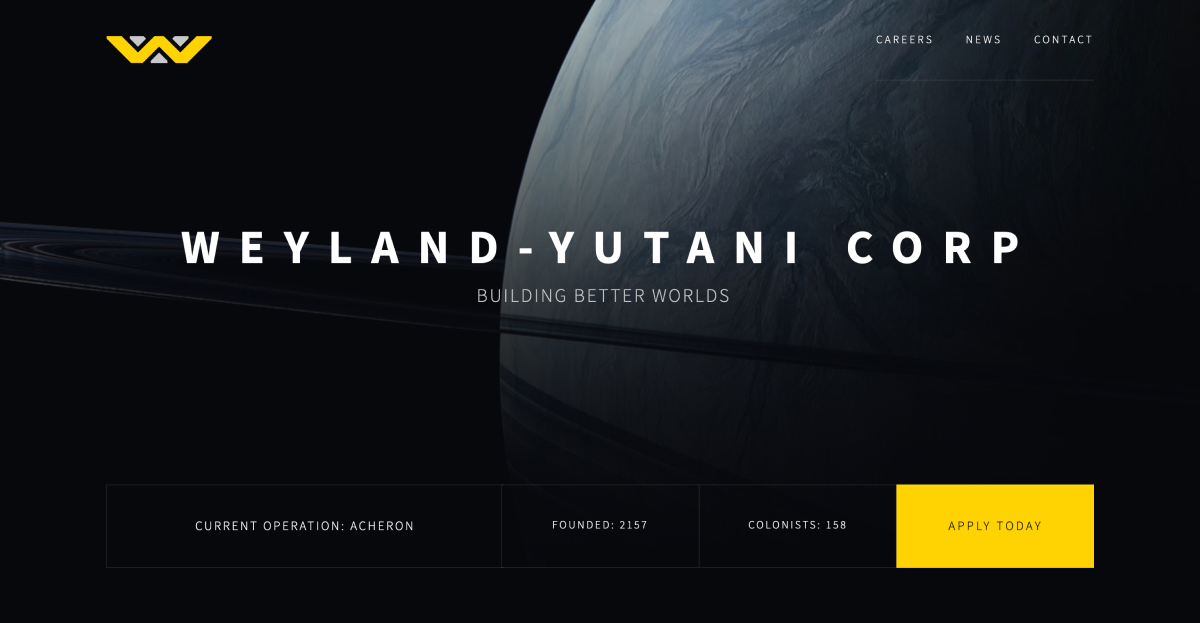 CAREERS NEWS CONTACT
WEYLAND-YUTANI CORP
BUILDING BETTER WORLDS
CURRENT OPERATION: ACHERON
FOUNDED: 2157
COLONISTS: 158
APPLY TODAY